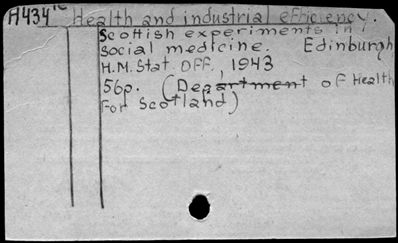 A434 1c Health and industrial efficiency.
Scottish experiments in
social medicine. Edinburgh
H.M. Stat. Off., 1943
56p. (Department of Health
for Scotland)